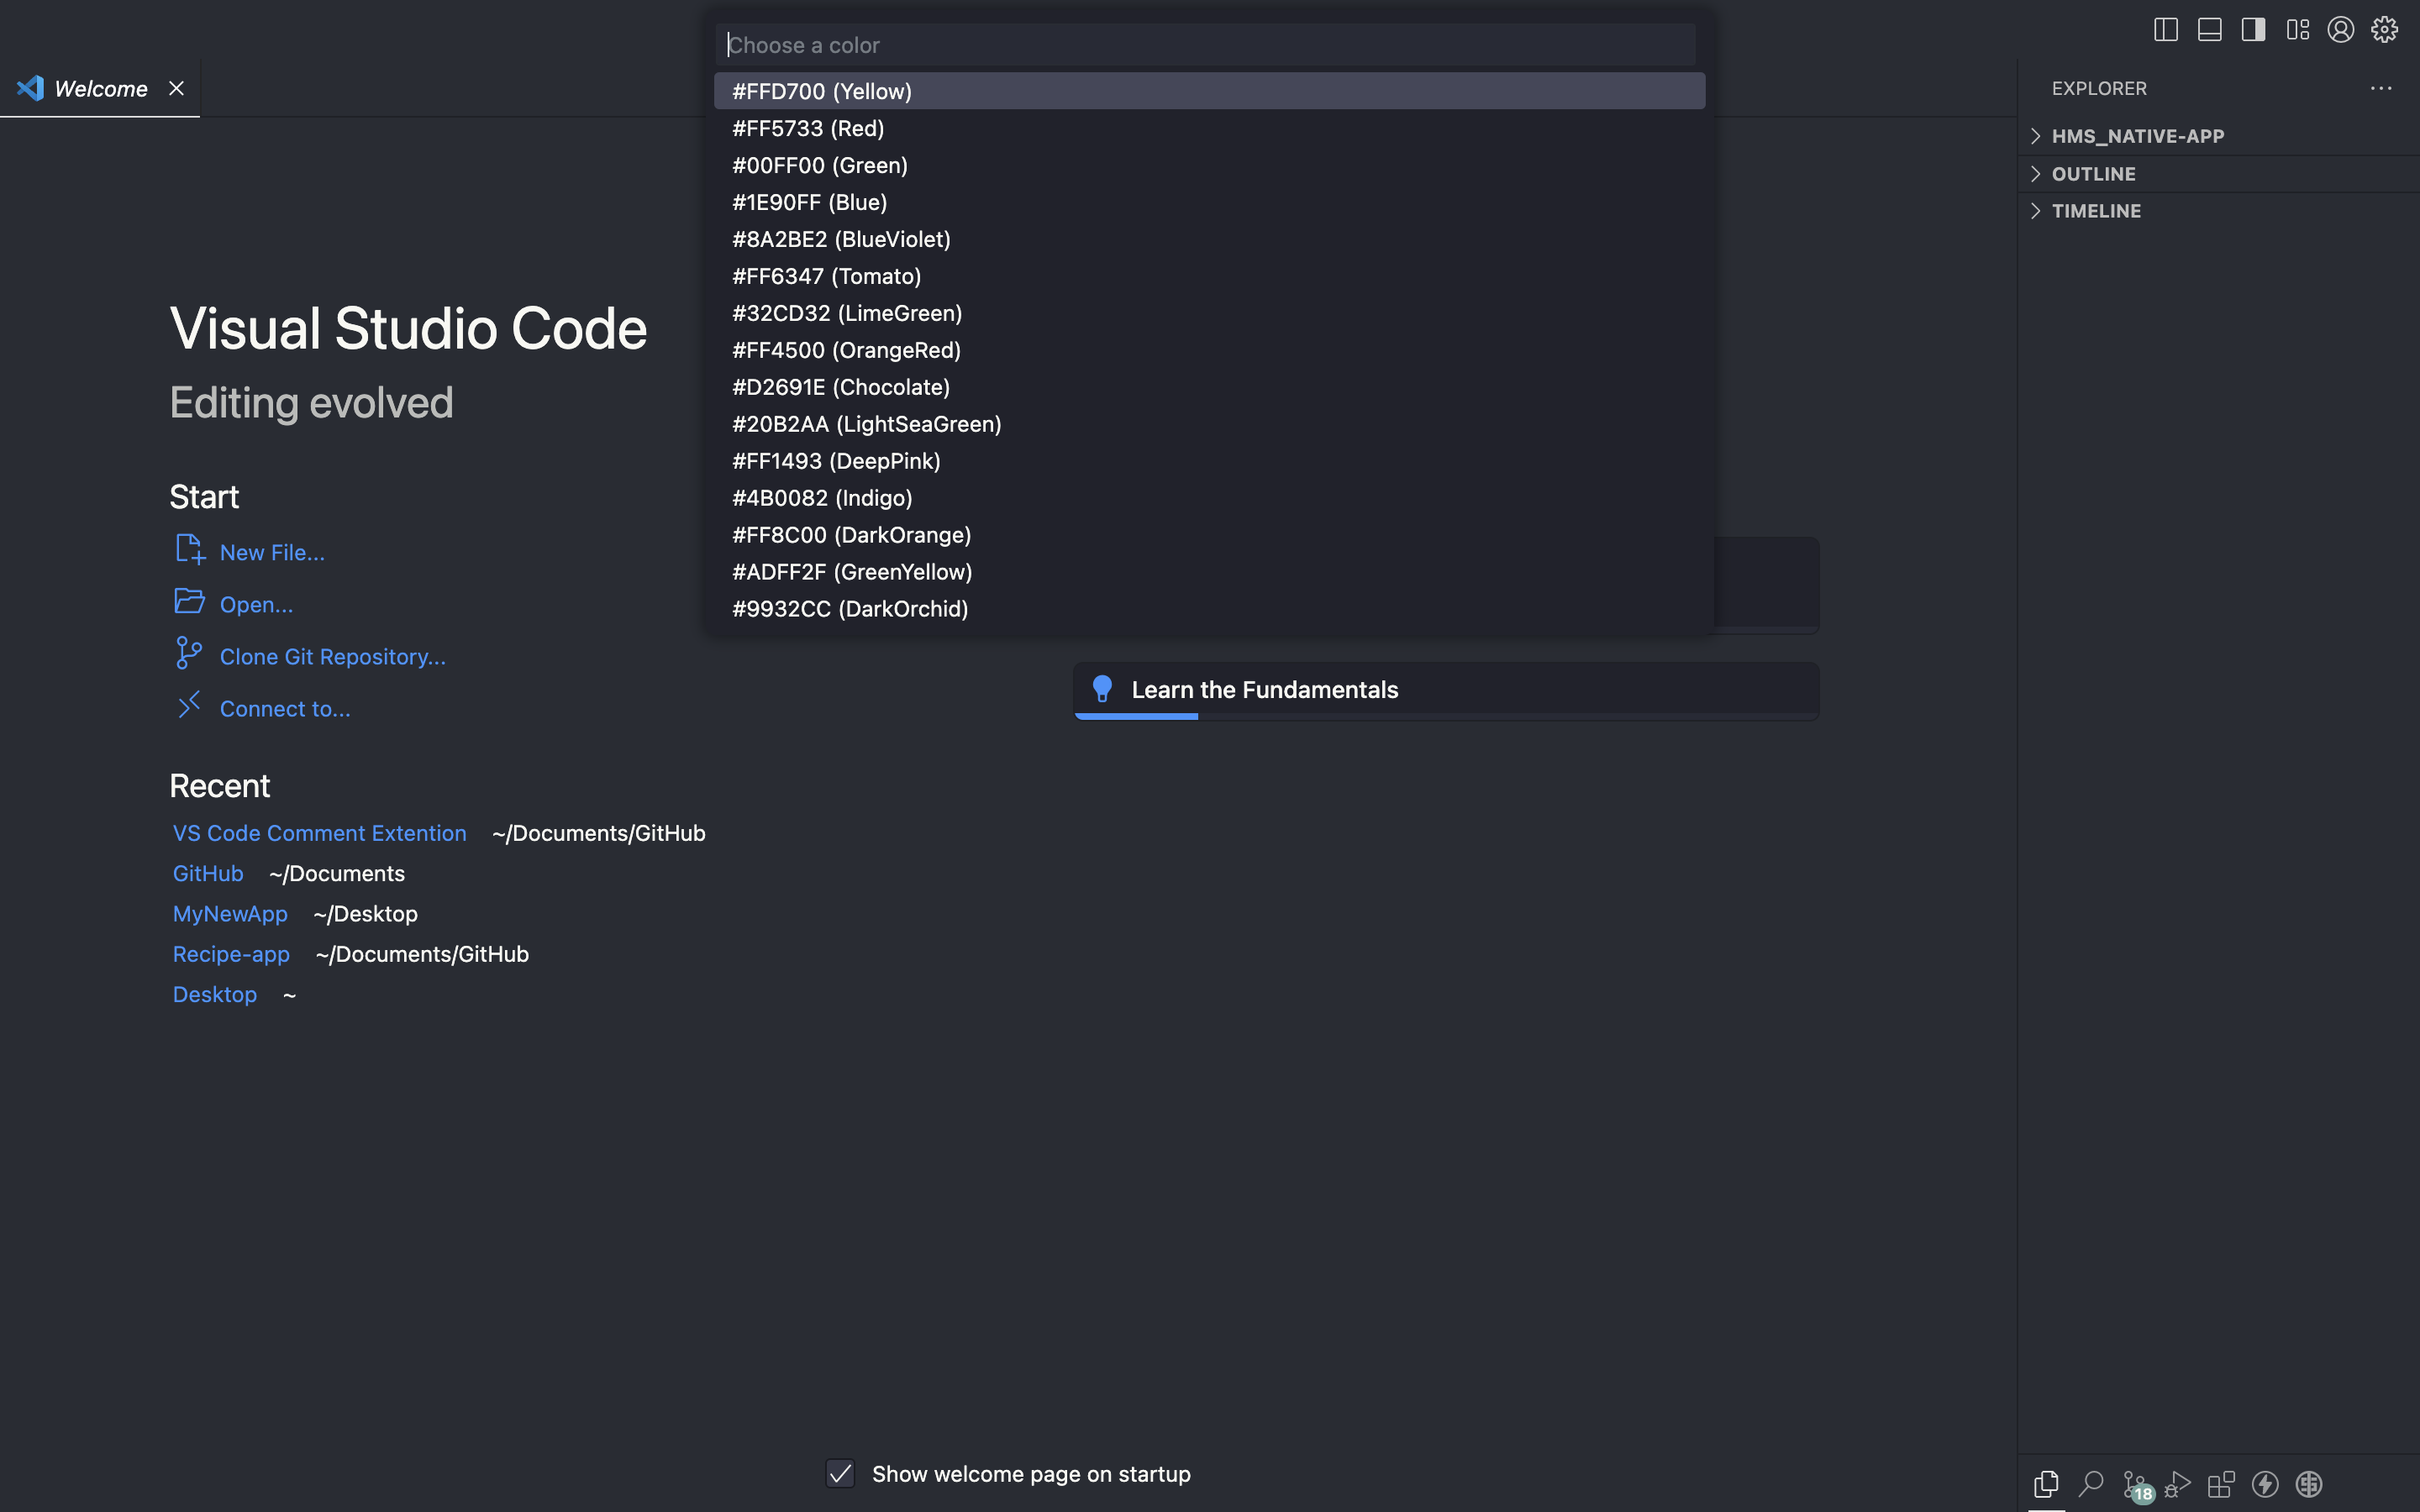 Choose a color
#FFD700 (Yellow)
#FF5733 (Red)
#00FF00 (Green)
#1E90FF (Blue)
#8A2BE2 (BlueViolet)
#FF6347 (Tomato)
#32CD32 (LimeGreen)
#FF4500 (OrangeRed)
#D2691E (Chocolate)
#20B2AA (LightSeaGreen)
#FF1493 (DeepPink)
#4B0082 (Indigo)
#FF8C00 (DarkOrange)
#ADFF2F (GreenYellow)
#9932CC (DarkOrchid)
Welcome
Visual Studio Code
Editing evolved
Start
New File...
Open...
Clone Git Repository...
Connect to...
Recent
VS Code Comment Extention ~/Documents/GitHub
GitHub ~/Documents
MyNewApp ~/Desktop
Recipe-app ~/Documents/GitHub
Desktop ~
Learn the Fundamentals
Show welcome page on startup
EXPLORER
HMS_NATIVE-APP
OUTLINE
TIMELINE
18